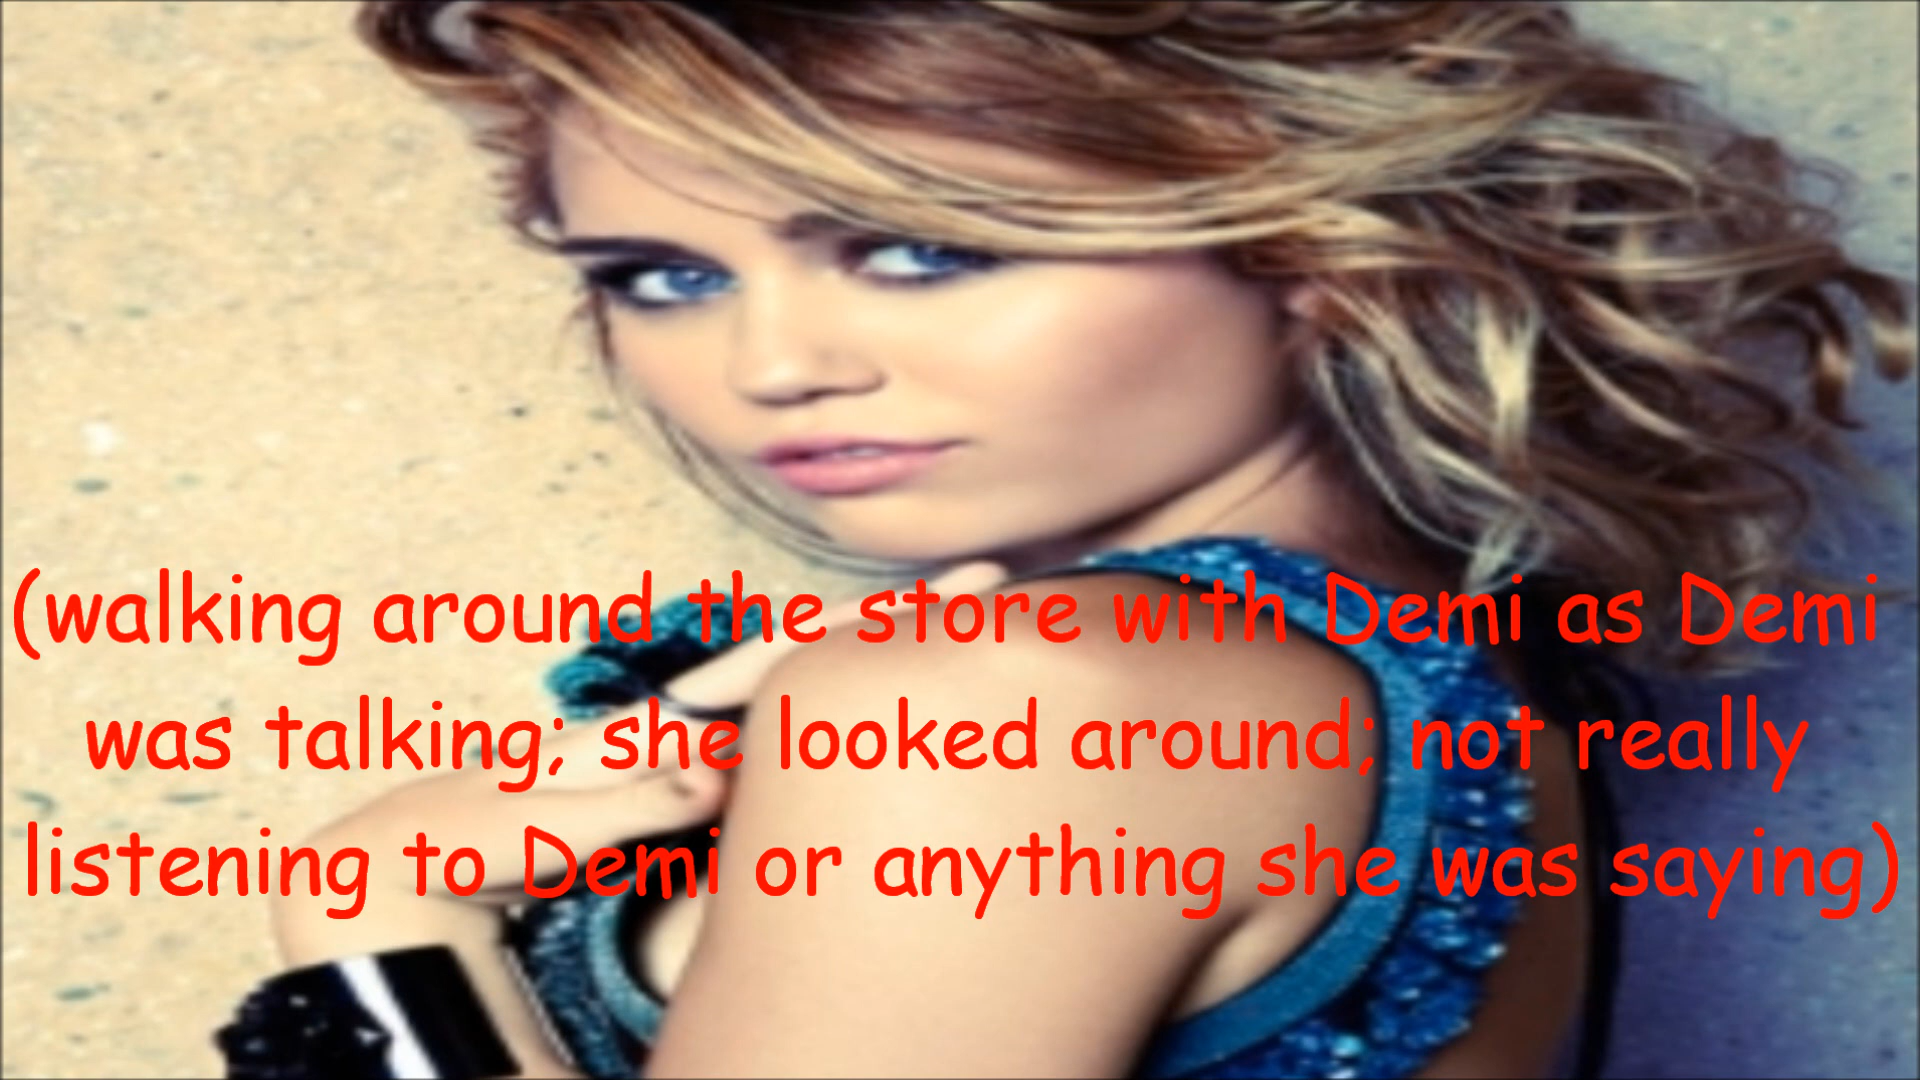 (walking around the store with Demi as Demi
was talking; she looked around; not really
listening to Demi or anything she was saying)